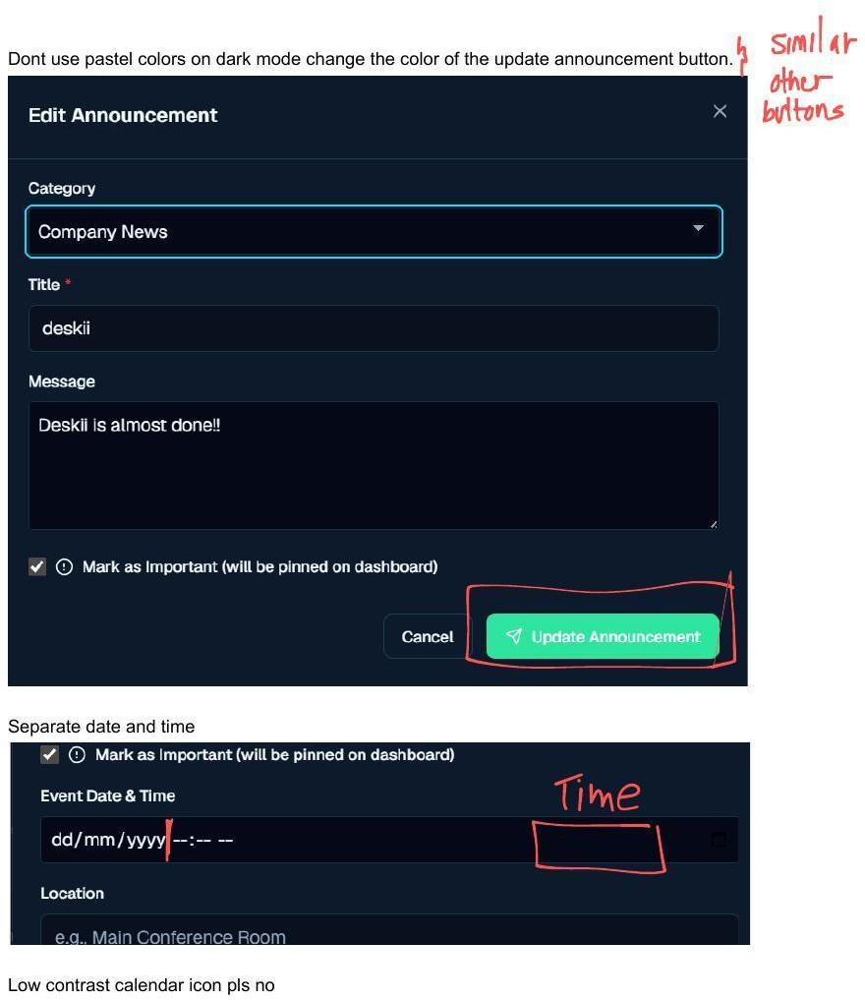 Dont use pastel colors on dark mode change the color of the update announcement button.
similar
other
buttons
Edit Announcement
Category
Company News
Title *
deskii
Message
Deskii is almost done!!
Mark as Important (will be pinned on dashboard)
Cancel
Update Announcement
Separate date and time
Mark as Important (will be pinned on dashboard)
Event Date & Time
Time
dd/mm/yyyy --:-- --
Location
e.g., Main Conference Room
Low contrast calendar icon pls no